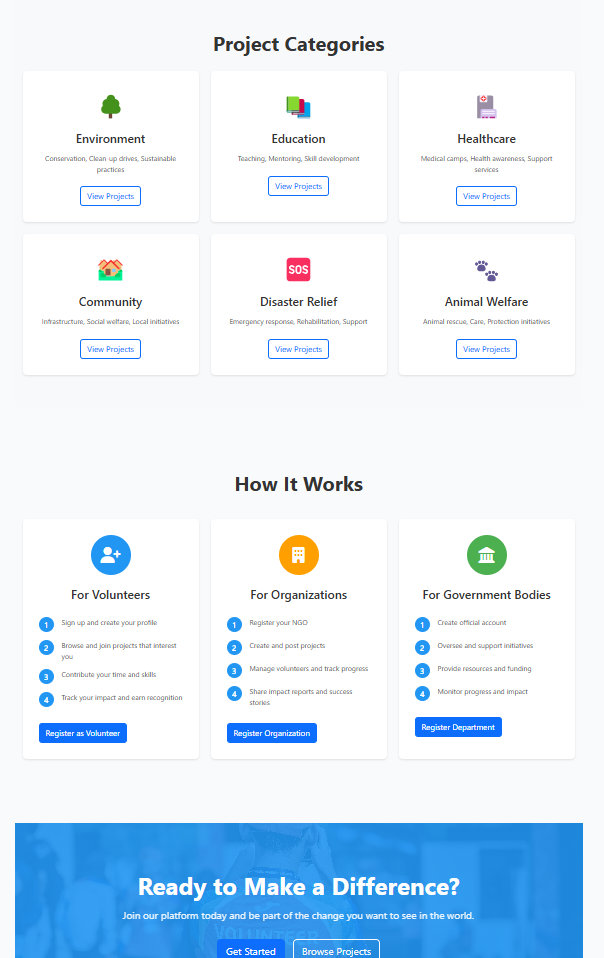 Project Categories
Environment
Conservation, Clean-up drives, Sustainable
practices
View Projects
Education
Teaching, Mentoring, Skill development
View Projects
Healthcare
Medical camps, Health awareness, Support
services
View Projects
Community
Infrastructure, Social welfare, Local initiatives
View Projects
SOS
Disaster Relief
Emergency response, Rehabilitation, Support
View Projects
Animal Welfare
Animal rescue, Care, Protection initiatives
View Projects
How It Works
For Volunteers
1 Sign up and create your profile
2 Browse and join projects that interest
you
3 Contribute your time and skills
4 Track your impact and earn recognition
Register as Volunteer
For Organizations
1 Register your NGO
2 Create and post projects
3 Manage volunteers and track progress
4 Share impact reports and success
stories
Register Organization
For Government Bodies
1 Create official account
2 Oversee and support initiatives
3 Provide resources and funding
4 Monitor progress and impact
Register Department
Ready to Make a Difference?
Join our platform today and be part of the change you want to see in the world.
VOLUNTEER
Get Started
Browse Projects